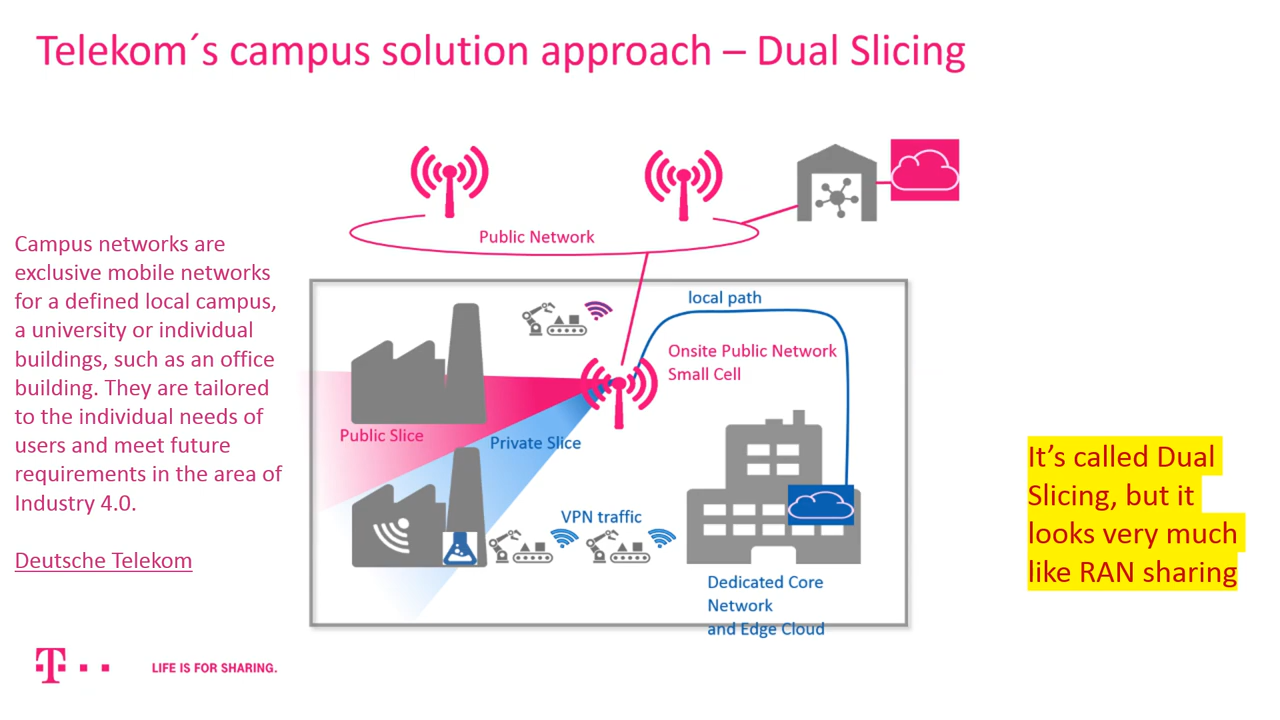 Telekom´s campus solution approach – Dual Slicing
Campus networks are
exclusive mobile networks
for a defined local campus,
a university or individual
buildings, such as an office
building. They are tailored
to the individual needs of
users and meet future
requirements in the area of
Industry 4.0.
Deutsche Telekom
Public Network
local path
Onsite Public Network
Small Cell
Public Slice
Private Slice
VPN traffic
Dedicated Core
Network
and Edge Cloud
It’s called Dual
Slicing, but it
looks very much
like RAN sharing
T
LIFE IS FOR SHARING.